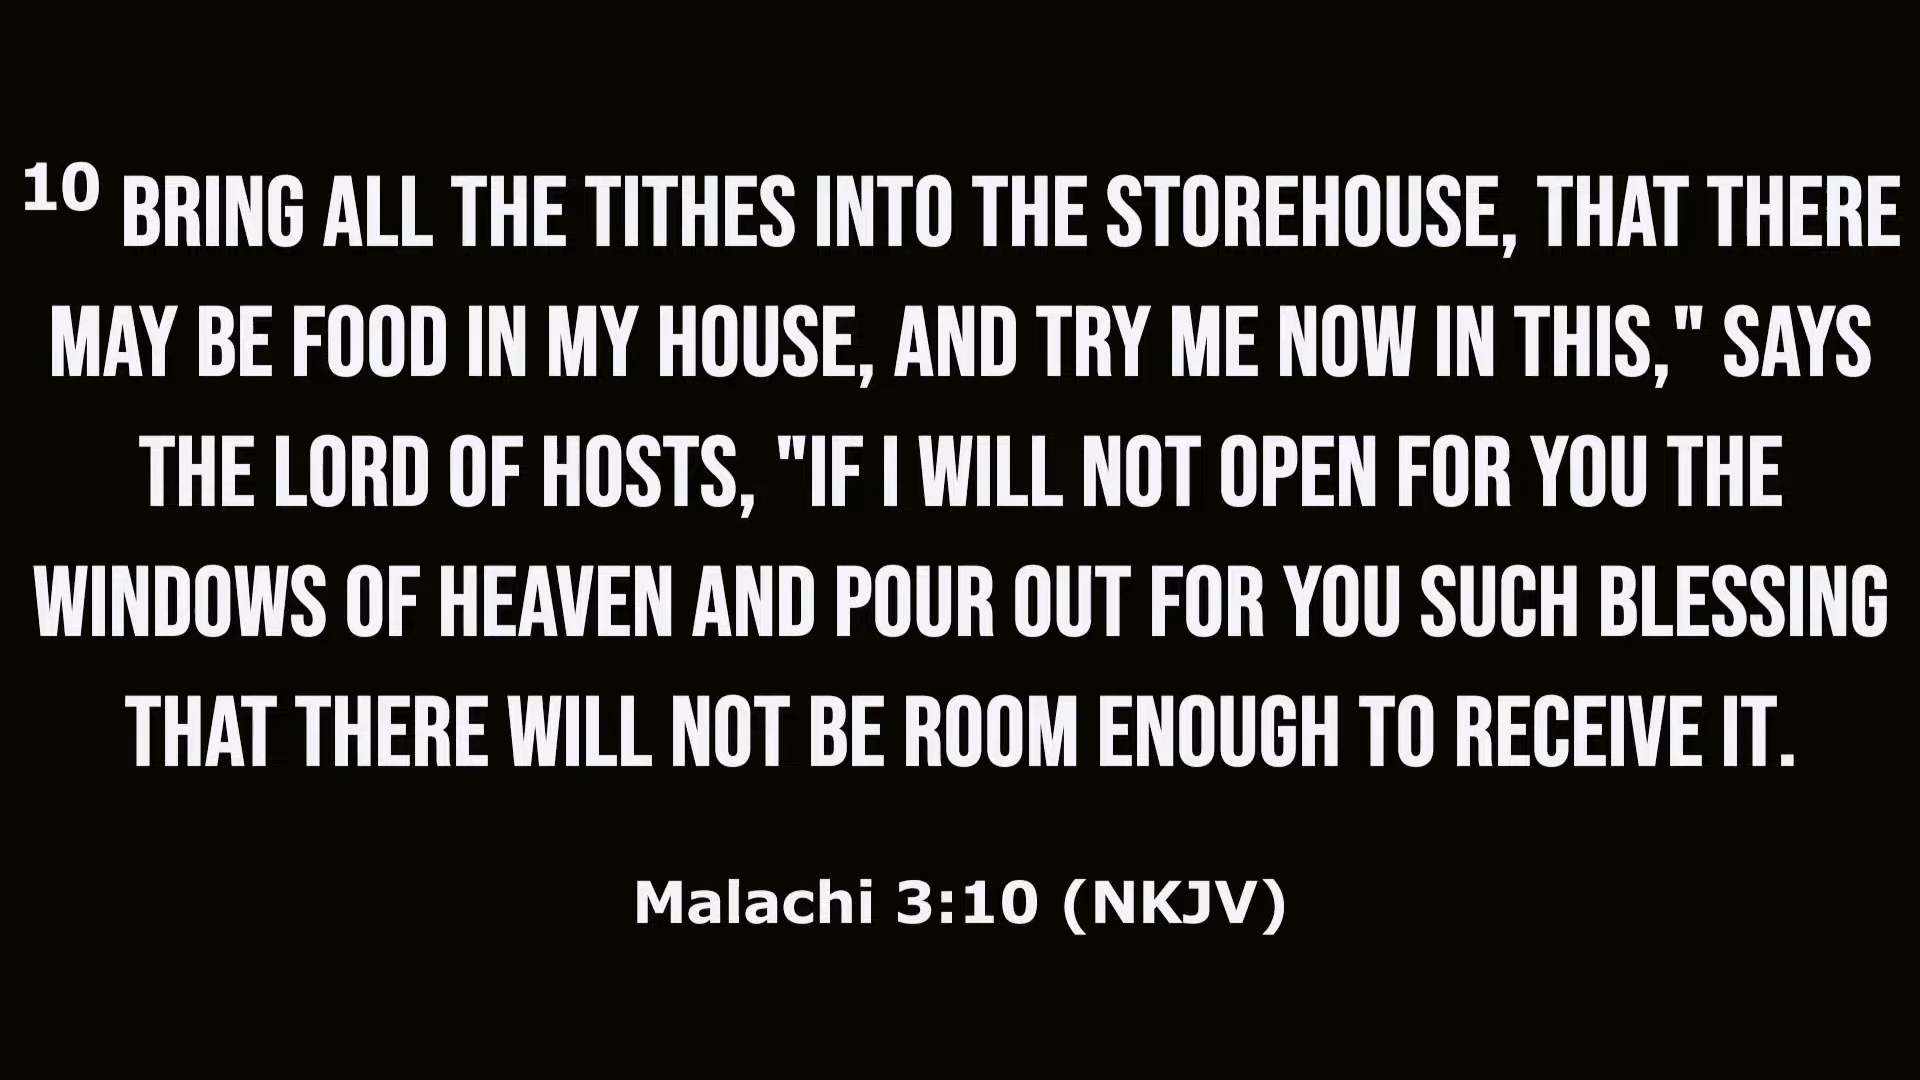 10 BRING ALL THE TITHES INTO THE STOREHOUSE, THAT THERE
MAY BE FOOD IN MY HOUSE, AND TRY ME NOW IN THIS," SAYS
THE LORD OF HOSTS, "IF I WILL NOT OPEN FOR YOU THE
WINDOWS OF HEAVEN AND POUR OUT FOR YOU SUCH BLESSING
THAT THERE WILL NOT BE ROOM ENOUGH TO RECEIVE IT.
Malachi 3:10 (NKJV)